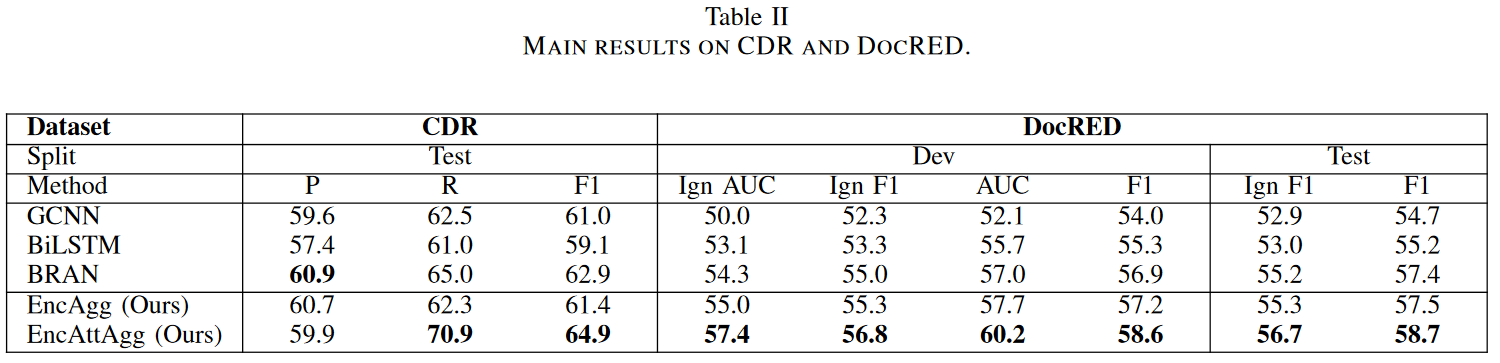 Table II
MAIN RESULTS ON CDR AND DOCRED.
Dataset CDR DocRED
Split Test Dev Test
Method P R F1 Ign AUC Ign F1 AUC F1 Ign F1 F1
GCNN 59.6 62.5 61.0 50.0 52.3 52.1 54.0 52.9 54.7
BiLSTM 57.4 61.0 59.1 53.1 53.3 55.7 55.3 53.0 55.2
BRAN 60.9 65.0 62.9 54.3 55.0 57.0 56.9 55.2 57.4
EncAgg (Ours) 60.7 62.3 61.4 55.0 55.3 57.7 57.2 55.3 57.5
EncAttAgg (Ours) 59.9 70.9 64.9 57.4 56.8 60.2 58.6 56.7 58.7